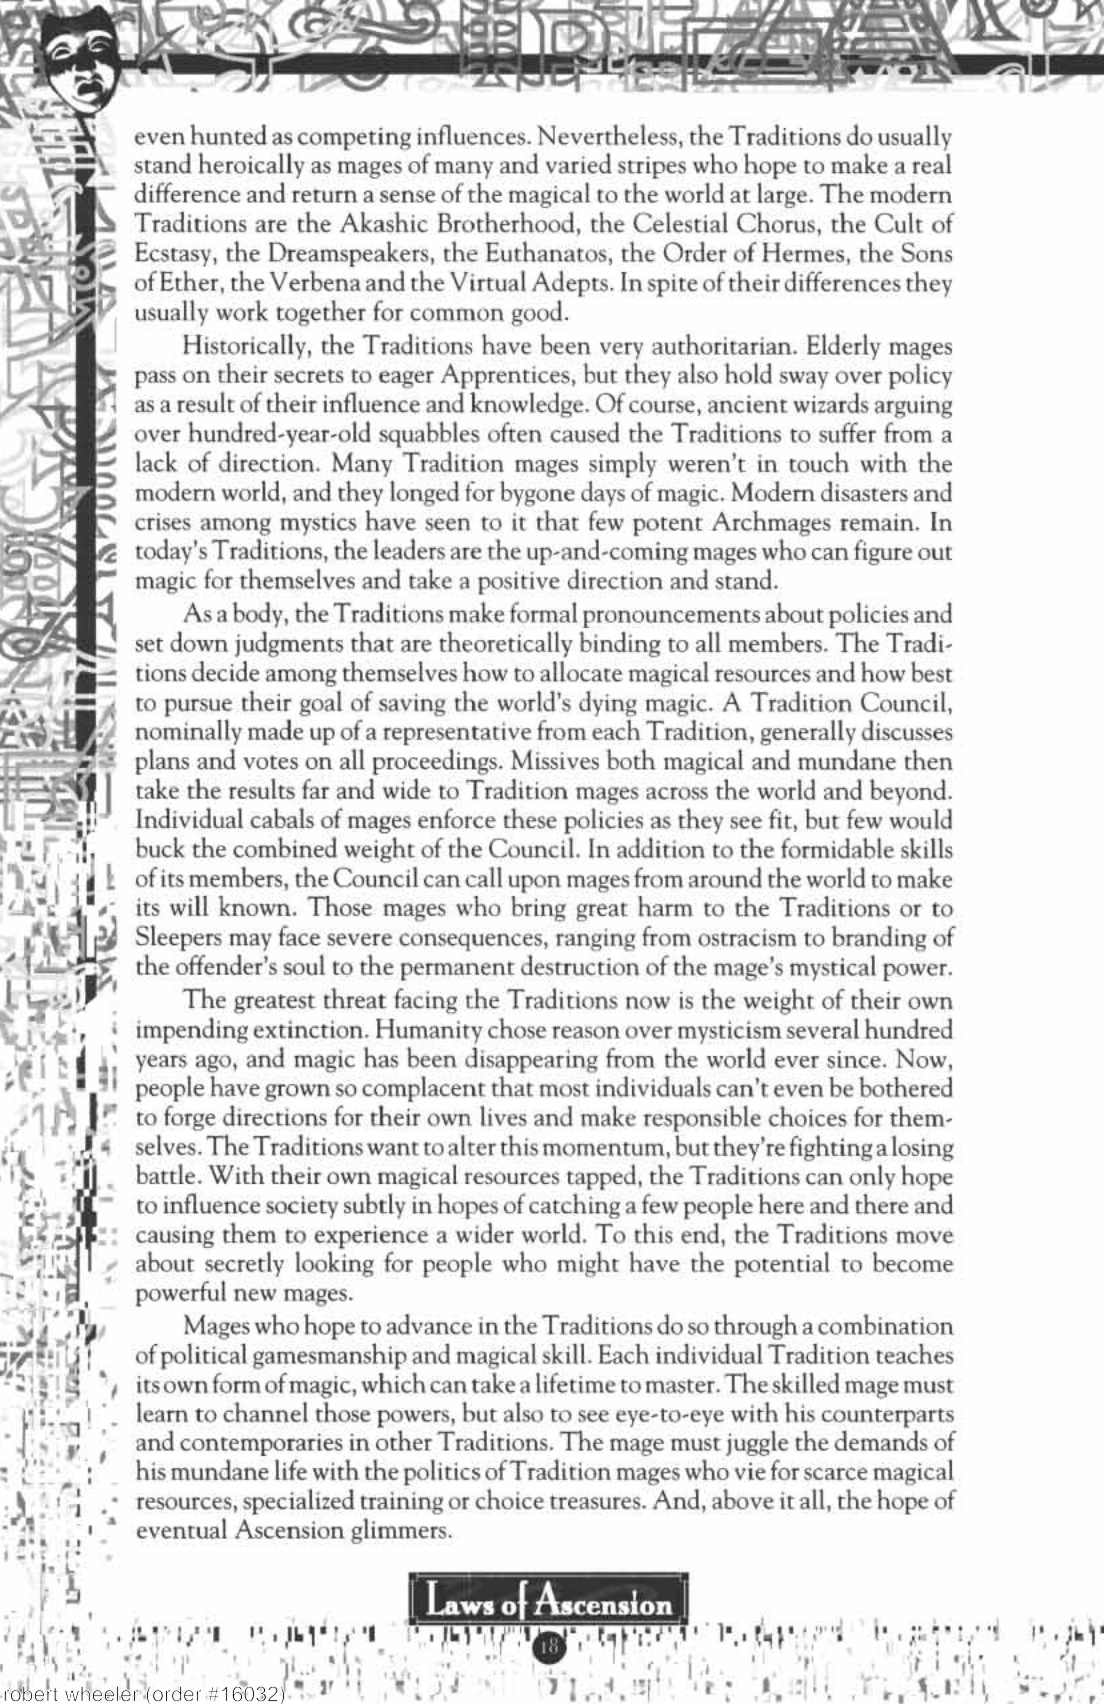 even hunted as competing influences. Nevertheless, the Traditions do usually
stand heroically as mages of many and varied stripes who hope to make a real
difference and return a sense of the magical to the world at large. The modern
Traditions are the Akashic Brotherhood, the Celestial Chorus, the Cult of
Ecstasy, the Dreamspeakers, the Euthanatos, the Order of Hermes, the Sons
of Ether, the Verbena and the Virtual Adepts. In spite of their differences they
usually work together for common good.
Historically, the Traditions have been very authoritarian. Elderly mages
pass on their secrets to eager Apprentices, but they also hold sway over policy
as a result of their influence and knowledge. Of course, ancient wizards arguing
over hundred-year-old squabbles often caused the Traditions to suffer from a
lack of direction. Many Tradition mages simply weren't in touch with the
modern world, and they longed for bygone days of magic. Modern disasters and
crises among mystics have seen to it that few potent Archmages remain. In
today's Traditions, the leaders are the up-and-coming mages who can figure out
magic for themselves and take a positive direction and stand.
As a body, the Traditions make formal pronouncements about policies and
set down judgments that are theoretically binding to all members. The Tradi-
tions decide among themselves how to allocate magical resources and how best
to pursue their goal of saving the world's dying magic. A Tradition Council,
nominally made up of a representative from each Tradition, generally discusses
plans and votes on all proceedings. Missives both magical and mundane then
take the results far and wide to Tradition mages across the world and beyond.
Individual cabals of mages enforce these policies as they see fit, but few would
buck the combined weight of the Council. In addition to the formidable skills
of its members, the Council can call upon mages from around the world to make
its will known. Those mages who bring great harm to the Traditions or to
Sleepers may face severe consequences, ranging from ostracism to branding of
the offender's soul to the permanent destruction of the mage's mystical power.
The greatest threat facing the Traditions now is the weight of their own
impending extinction. Humanity chose reason over mysticism several hundred
years ago, and magic has been disappearing from the world ever since. Now,
people have grown so complacent that most individuals can't even be bothered
to forge directions for their own lives and make responsible choices for them-
selves. The Traditions want to alter this momentum, but they're fighting a losing
battle. With their own magical resources tapped, the Traditions can only hope
to influence society subtly in hopes of catching a few people here and there and
causing them to experience a wider world. To this end, the Traditions move
about secretly looking for people who might have the potential to become
powerful new mages.
Mages who hope to advance in the Traditions do so through a combination
of political gamesmanship and magical skill. Each individual Tradition teaches
its own form of magic, which can take a lifetime to master. The skilled mage must
learn to channel those powers, but also to see eye-to-eye with his counterparts
and contemporaries in other Traditions. The mage must juggle the demands of
his mundane life with the politics of Tradition mages who vie for scarce magical
resources, specialized training or choice treasures. And, above it all, the hope of
eventual Ascension glimmers.
Laws of Ascension
18
robert wheeler (order #16032)